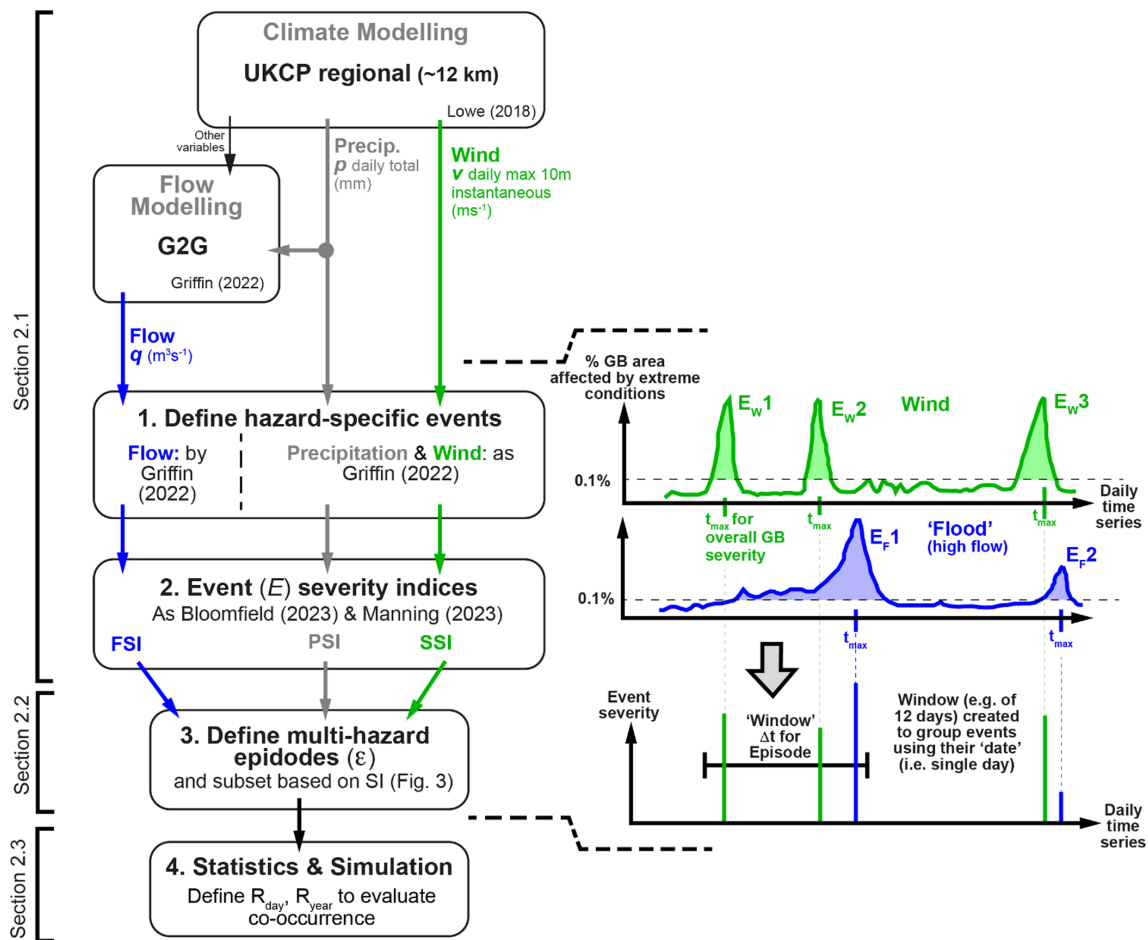 Section 2.1
Climate Modelling
UKCP regional (~12 km)
Lowe (2018)
Other
variables
Precip.
p daily total
(mm)
Wind
v daily max 10m
instantaneous
(ms-1)
Flow
Modelling
G2G
Griffin (2022)
Flow
q (m3s-1)
1. Define hazard-specific events
Flow: by
Griffin
(2022)
Precipitation & Wind: as
Griffin (2022)
2. Event (E) severity indices
As Bloomfield (2023) & Manning (2023)
FSI
PSI
SSI
Section 2.2
3. Define multi-hazard
epidodes (ε)
and subset based on SI (Fig. 3)
Section 2.3
4. Statistics & Simulation
Define Rday, Ryear to evaluate
co-occurrence
% GB area
affected by extreme
conditions
EW1
EW2
Wind
EW3
0.1%
Daily
time series
tmax for
overall GB
severity
tmax
tmax
EF1
'Flood'
(high flow)
EF2
0.1%
tmax
tmax
Event
severity
'Window'
Δt for
Episode
Window (e.g. of
12 days) created
to group events
using their 'date'
(i.e. single day)
Daily
time
series